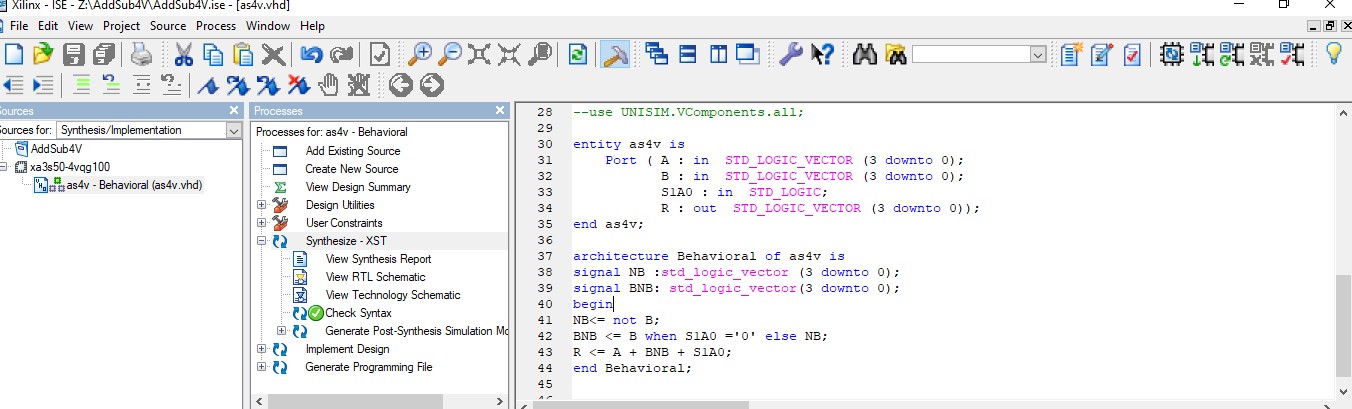 Xilinx - ISE - Z:\AddSub4V\AddSub4V.ise - [as4v.vhd]
File Edit View Project Source Process Window Help
Sources
Sources for: Synthesis/Implementation
AddSub4V
xa3s50-4vqg100
as4v - Behavioral (as4v.vhd)
Processes
Processes for: as4v - Behavioral
Add Existing Source
Create New Source
View Design Summary
Design Utilities
User Constraints
Synthesize - XST
View Synthesis Report
View RTL Schematic
View Technology Schematic
Check Syntax
Generate Post-Synthesis Simulation Mo
Implement Design
Generate Programming File
28 --use UNISIM.VComponents.all;
29
30 entity as4v is
31 Port ( A : in STD_LOGIC_VECTOR (3 downto 0);
32 B : in STD_LOGIC_VECTOR (3 downto 0);
33 S1A0 : in STD_LOGIC;
34 R : out STD_LOGIC_VECTOR (3 downto 0));
35 end as4v;
36
37 architecture Behavioral of as4v is
38 signal NB :std_logic_vector (3 downto 0);
39 signal BNB: std_logic_vector(3 downto 0);
40 begin
41 NB<= not B;
42 BNB <= B when S1A0 ='0' else NB;
43 R <= A + BNB + S1A0;
44 end Behavioral;
45